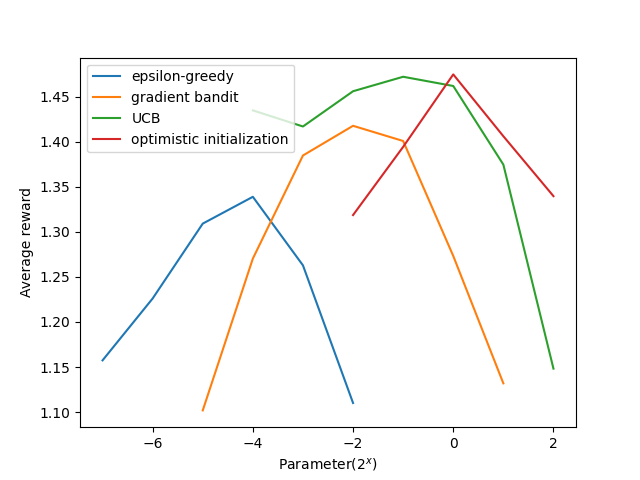 epsilon-greedy
gradient bandit
UCB
optimistic initialization
Average reward
1.45
1.40
1.35
1.30
1.25
1.20
1.15
1.10
−6 −4 −2 0 2
Parameter(2^x)